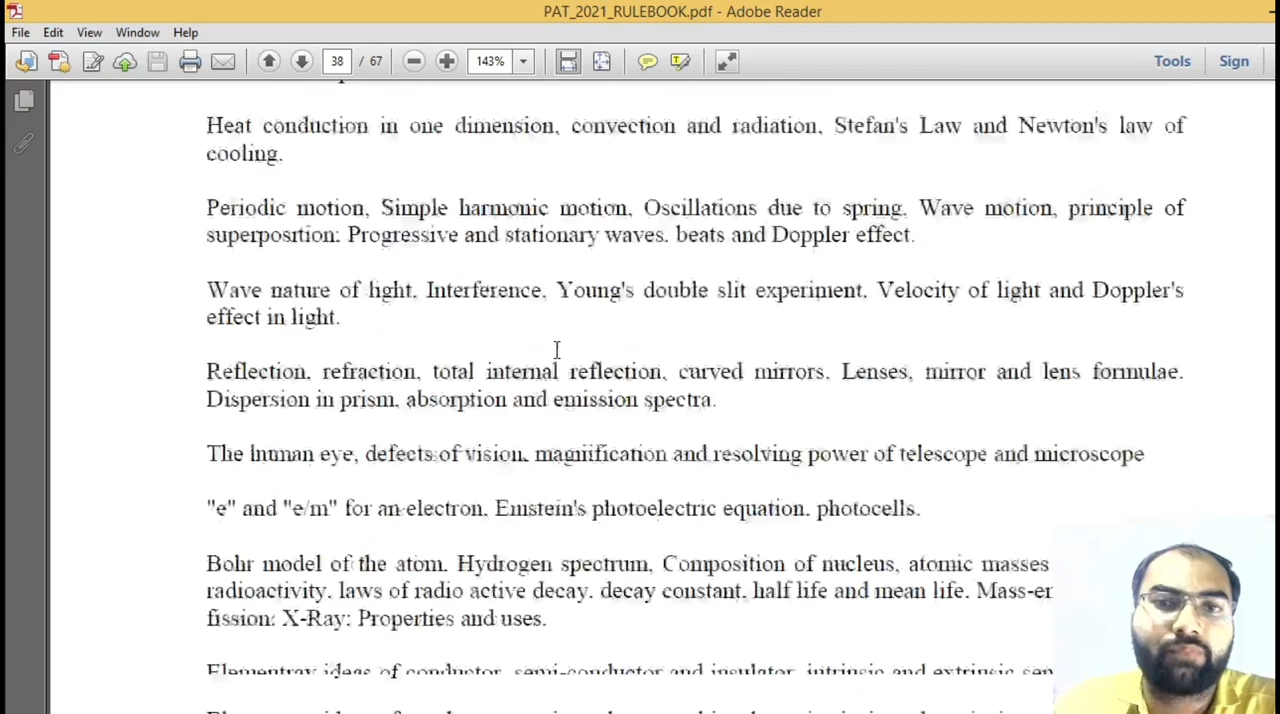 PAT_2021_RULEBOOK.pdf - Adobe Reader
File Edit View Window Help
38 / 67 143% Tools Sign
Heat conduction in one dimension, convection and radiation, Stefan's Law and Newton's law of
cooling.
Periodic motion, Simple harmonic motion, Oscillations due to spring, Wave motion, principle of
superposition: Progressive and stationary waves. beats and Doppler effect.
Wave nature of light. Interference. Young's double slit experiment. Velocity of light and Doppler's
effect in light.
Reflection, refraction, total internal reflection, curved mirrors. Lenses, mirror and lens formulae.
Dispersion in prism, absorption and emission spectra.
The human eye, defects of vision, magnification and resolving power of telescope and microscope
"e" and "e/m" for an electron, Einstein's photoelectric equation. photocells.
Bohr model of the atom. Hydrogen spectrum, Composition of nucleus, atomic masses
radioactivity. laws of radio active decay. decay constant. half life and mean life. Mass-er
fission: X-Ray: Properties and uses.
Elementray ideas of conductor, semi-conductor and insulator, intrinsic and extrinsic sen